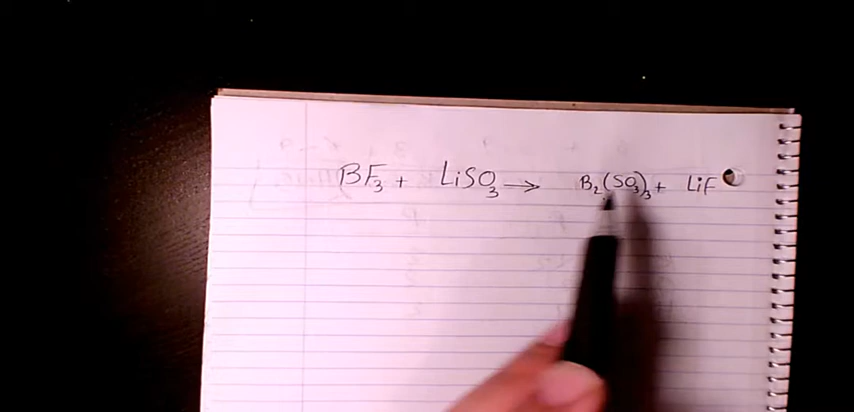 BF₃ + LiSO₃ → B₂(SO₃)₃ + LiF